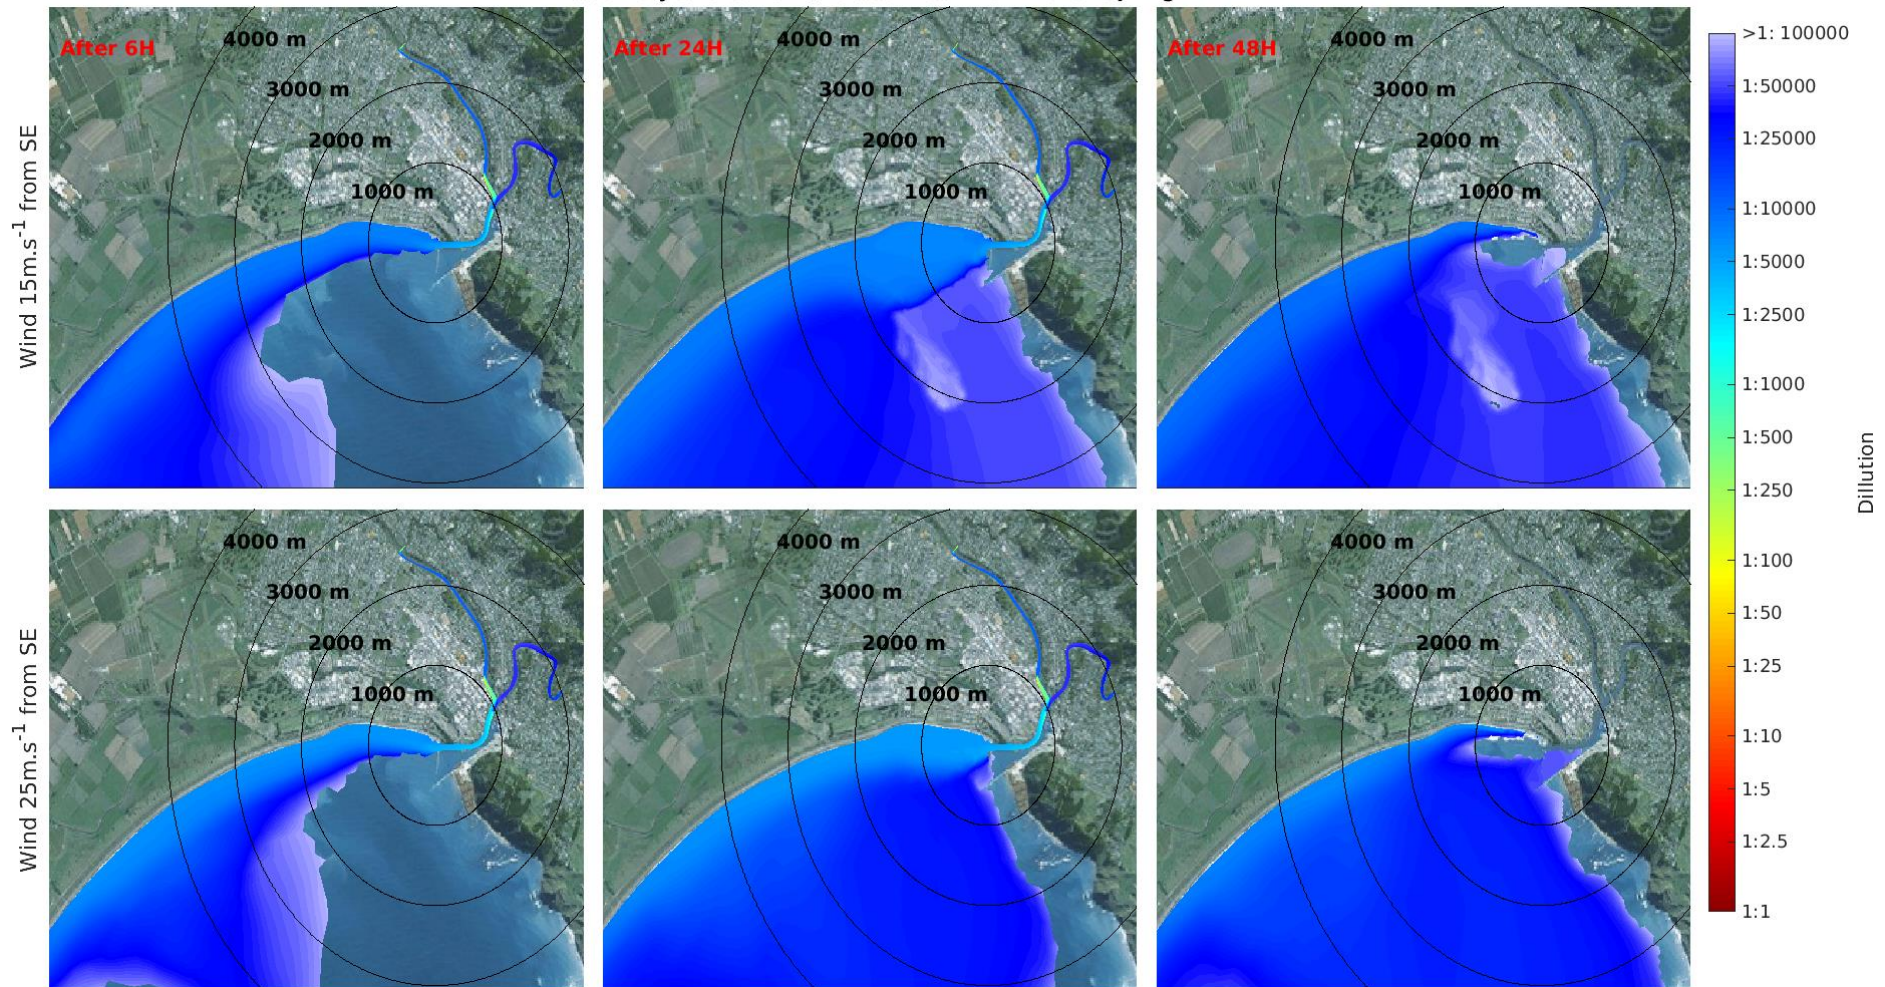 After 6H
4000 m
3000 m
2000 m
1000 m
After 24H
4000 m
3000 m
2000 m
1000 m
After 48H
4000 m
3000 m
2000 m
1000 m
Wind 15m.s⁻¹ from SE
4000 m
3000 m
2000 m
1000 m
4000 m
3000 m
2000 m
1000 m
4000 m
3000 m
2000 m
1000 m
Wind 25m.s⁻¹ from SE
>1: 100000
1:50000
1:25000
1:10000
1:5000
1:2500
1:1000
1:500
1:250
1:100
1:50
1:25
1:10
1:5
1:2.5
1:1
Dillution